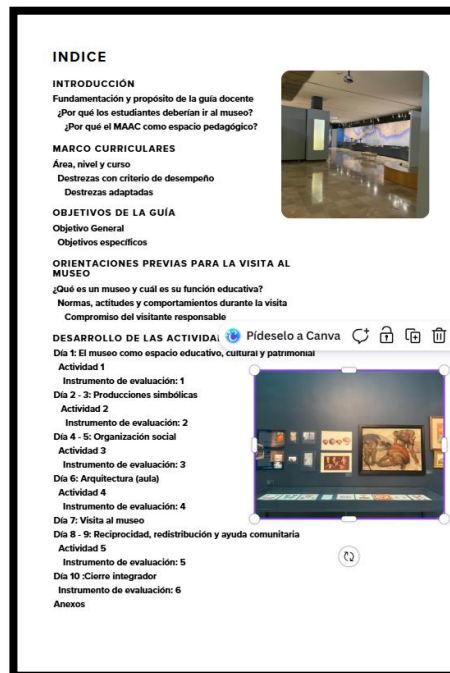 INDICE
INTRODUCCIÓN
Fundamentación y propósito de la guía docente
¿Por qué los estudiantes deberían ir al museo?
¿Por qué el MAAC como espacio pedagógico?
MARCO CURRICULARES
Área, nivel y curso
Destrezas con criterio de desempeño
Destrezas adaptadas
OBJETIVOS DE LA GUÍA
Objetivo General
Objetivos específicos
ORIENTACIONES PREVIAS PARA LA VISITA AL
MUSEO
¿Qué es un museo y cuál es su función educativa?
Normas, actitudes y comportamientos durante la visita
Compromiso del visitante responsable
DESARROLLO DE LAS
Pídeselo a Canva
Día 1: El museo como espacio educativo, cultural y patrimonial
Actividad 1
Instrumento de evaluación: 1
Día 2 - 3: Producciones simbólicas
Actividad 2
Instrumento de evaluación: 2
Día 4 - 5: Organización social
Actividad 3
Instrumento de evaluación: 3
Día 6: Arquitectura (aula)
Actividad 4
Instrumento de evaluación: 4
Día 7: Visita al museo
Día 8 - 9: Reciprocidad, redistribución y ayuda comunitaria
Actividad 5
Instrumento de evaluación: 5
Día 10 :Cierre integrador
Instrumento de evaluación: 6
Anexos